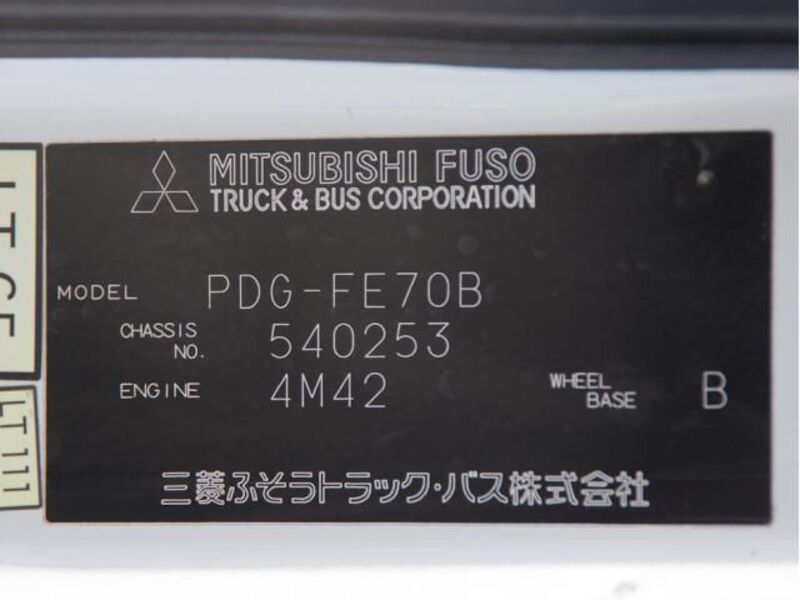 MITSUBISHI FUSO
TRUCK & BUS CORPORATION
MODEL PDG-FE70B
CHASSIS NO. 540253
ENGINE 4M42
WHEEL BASE B
三菱ふそうトラック・バス株式会社
LT111